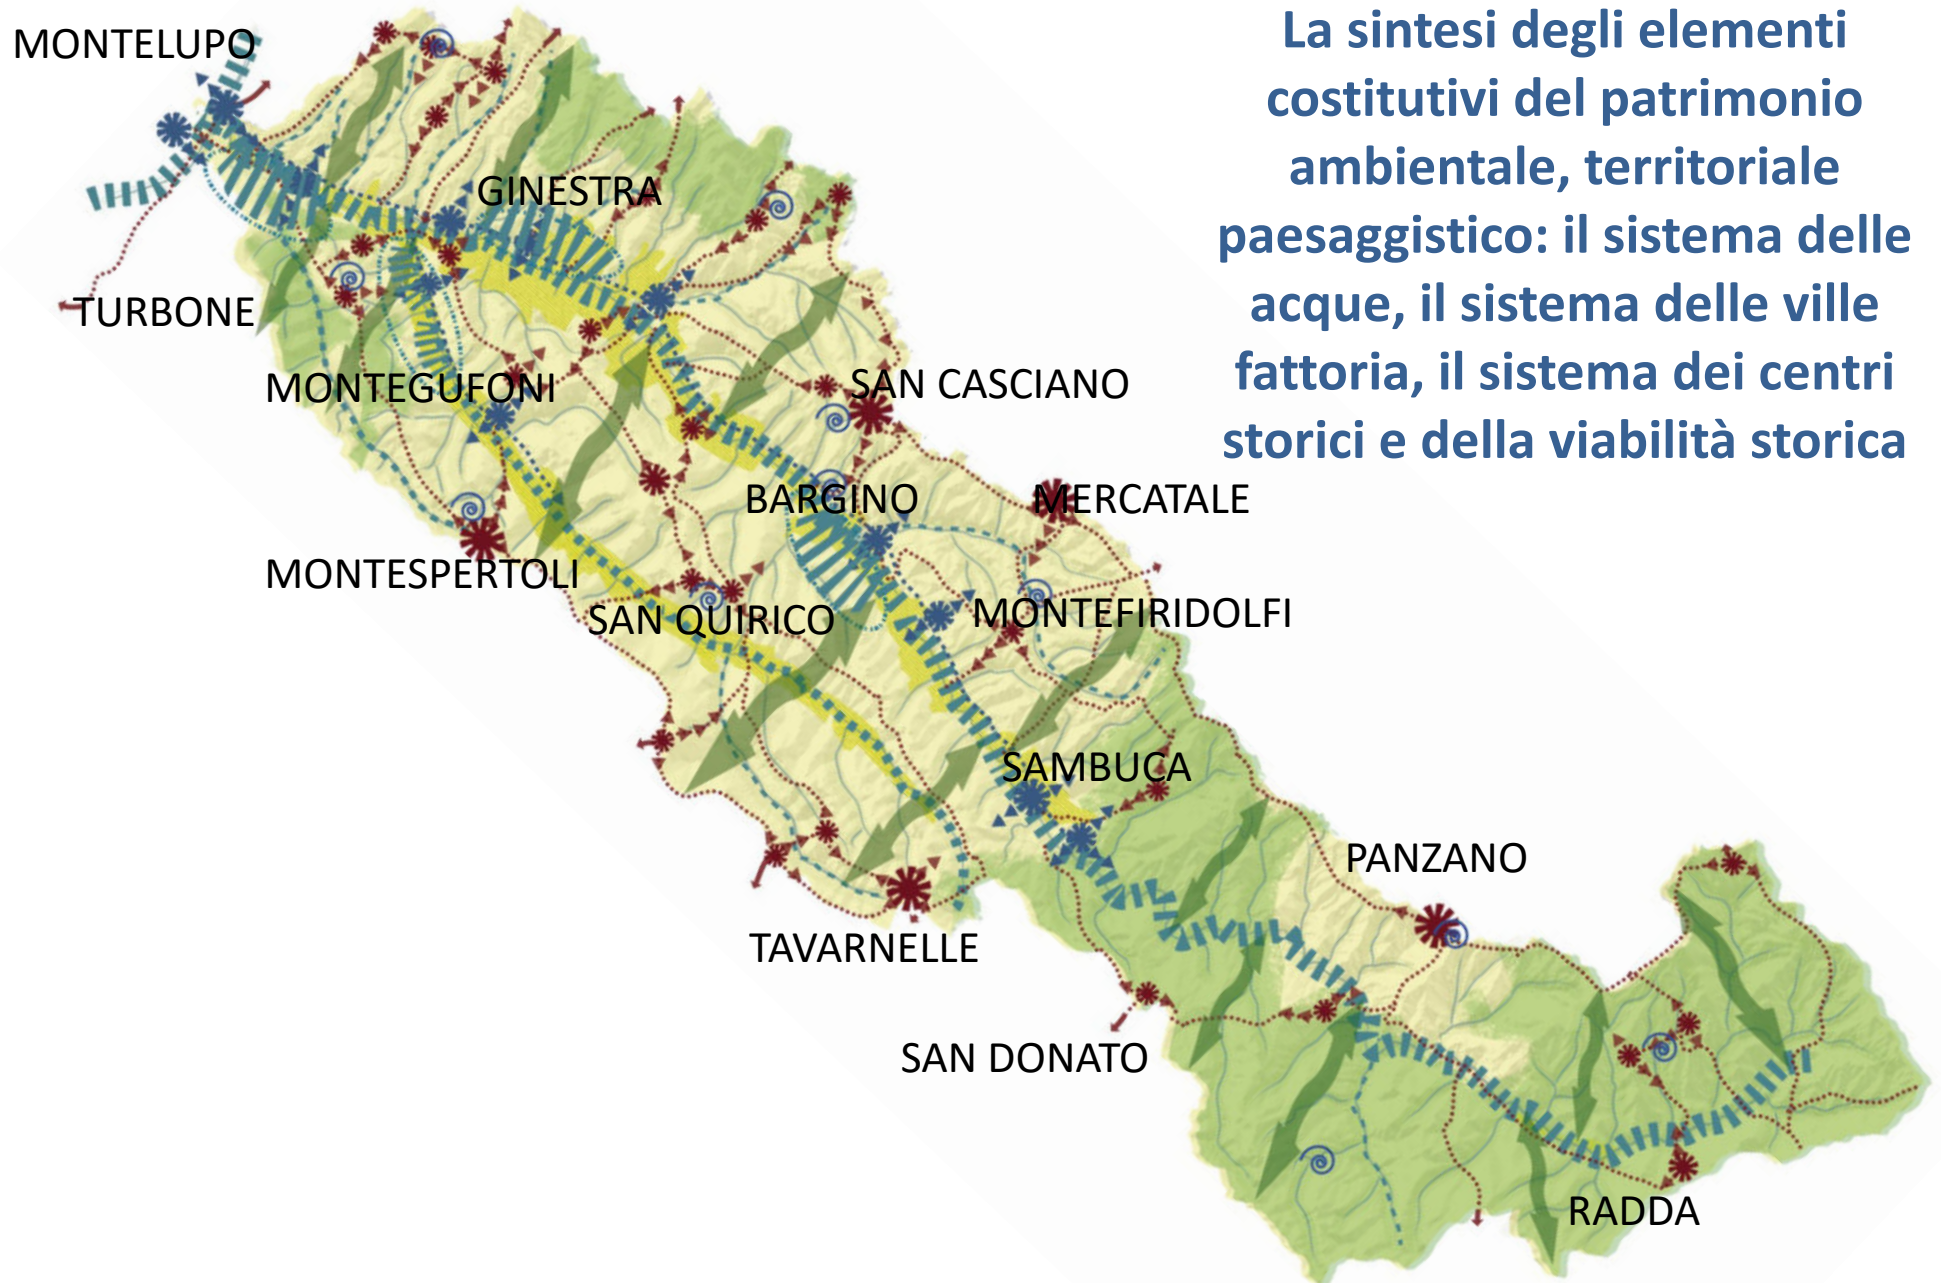 La sintesi degli elementi
costitutivi del patrimonio
ambientale, territoriale
paesaggistico: il sistema delle
acque, il sistema delle ville
fattoria, il sistema dei centri
storici e della viabilità storica
MONTELUPO
GINESTRA
TURBONE
MONTEGUFONI
SAN CASCIANO
BARGINO
MERCATALE
MONTESPERTOLI
SAN QUIRICO
MONTEFIRIDOLFI
SAMBUCA
PANZANO
TAVARNELLE
SAN DONATO
RADDA